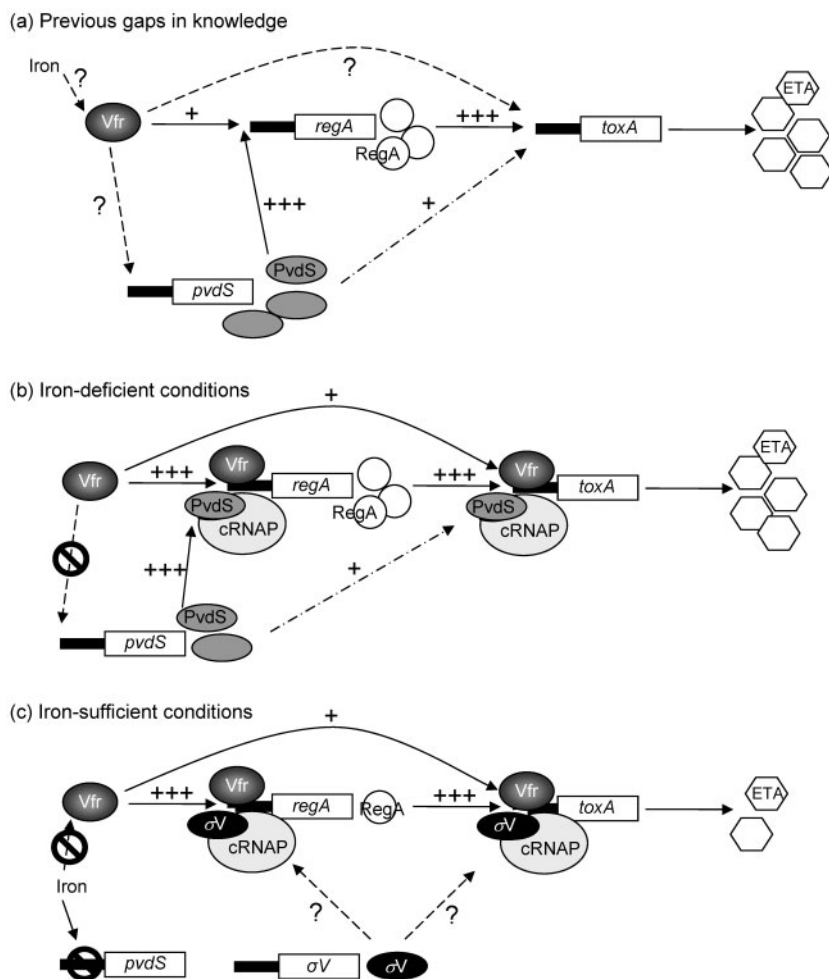 (a) Previous gaps in knowledge
Iron
?
?
ETA
Vfr
+
regA
RegA
+++
toxA
?
+++
+
PvdS
pvdS
(b) Iron-deficient conditions
+
Vfr
+++
Vfr
regA
+++
Vfr
toxA
ETA
PvdS
cRNAP
RegA
PvdS
cRNAP
+++
+
PvdS
pvdS
(c) Iron-sufficient conditions
+
Vfr
+++
Vfr
regA
RegA
+++
Vfr
toxA
ETA
σV
cRNAP
σV
cRNAP
Iron
?
?
pvdS
σV
σV